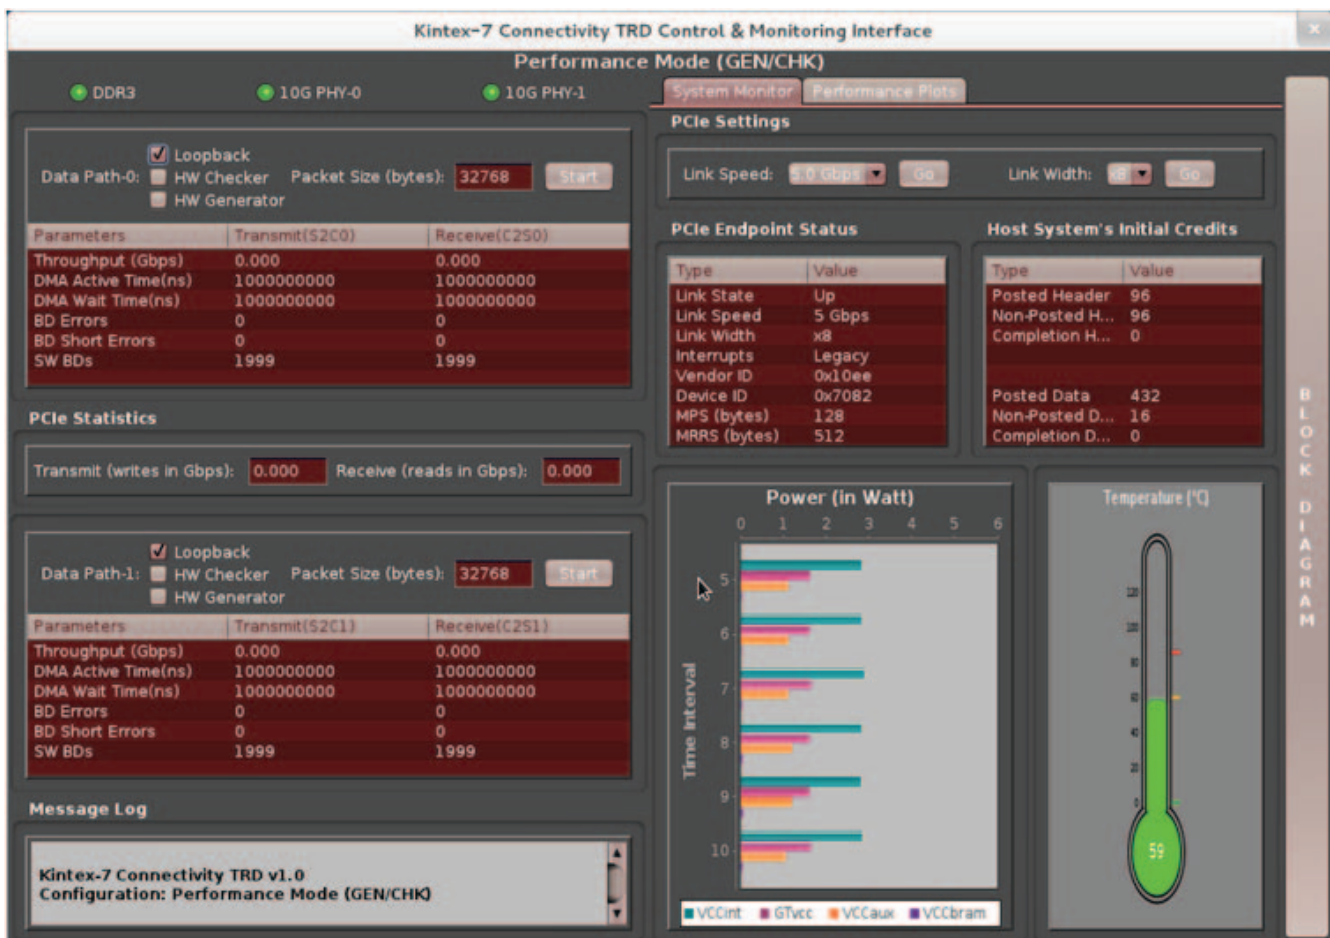 Kintex-7 Connectivity TRD Control & Monitoring Interface
Performance Mode (GEN/CHK)
DDR3 10G PHY-0 10G PHY-1
Loopback
Data Path-0: HW Checker Packet Size (bytes): 32768 Start
HW Generator
Parameters Transmit(S2C0) Receive(C2S0)
Throughput (Gbps) 0.000 0.000
DMA Active Time(ns) 1000000000 1000000000
DMA Wait Time(ns) 1000000000 1000000000
BD Errors 0 0
BD Short Errors 0 0
SW BDs 1999 1999
PCIe Statistics
Transmit (writes in Gbps): 0.000 Receive (reads in Gbps): 0.000
Loopback
Data Path-1: HW Checker Packet Size (bytes): 32768 Start
HW Generator
Parameters Transmit(S2C1) Receive(C2S1)
Throughput (Gbps) 0.000 0.000
DMA Active Time(ns) 1000000000 1000000000
DMA Wait Time(ns) 1000000000 1000000000
BD Errors 0 0
BD Short Errors 0 0
SW BDs 1999 1999
Message Log
Kintex-7 Connectivity TRD v1.0
Configuration: Performance Mode (GEN/CHK)
System Monitor Performance Plots
PCIe Settings
Link Speed: 5.0 Gbps Go Link Width: x8 Go
PCIe Endpoint Status
Type Value
Link State Up
Link Speed 5 Gbps
Link Width x8
Interrupts Legacy
Vendor ID 0x10ee
Device ID 0x7082
MPS (bytes) 128
MRRS (bytes) 512
Host System's Initial Credits
Type Value
Posted Header 96
Non-Posted H... 96
Completion H... 0
Posted Data 432
Non-Posted D... 16
Completion D... 0
Power (in Watt)
0 1 2 3 4 5 6
5
6
7
8
9
10
Time Interval
VCCint GTvcc VCCaux VCCbram
Temperature (°C)
120
100
80
60
40
20
0
59
BLOCK DIAGRAM